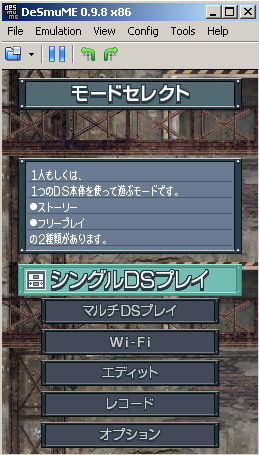 DeSmuME 0.9.8 x86
File Emulation View Config Tools Help
モードセレクト
1人もしくは、
1つのDS本体を使って遊ぶモードです。
●ストーリー
●フリープレイ
の2種類があります。
シングルDSプレイ
マルチDSプレイ
Wi-Fi
エディット
レコード
オプション